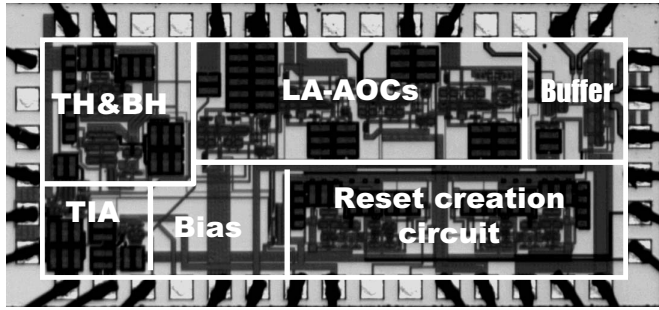 TH&BH
LA-AOCs
Buffer
TIA
Bias
Reset creation
circuit